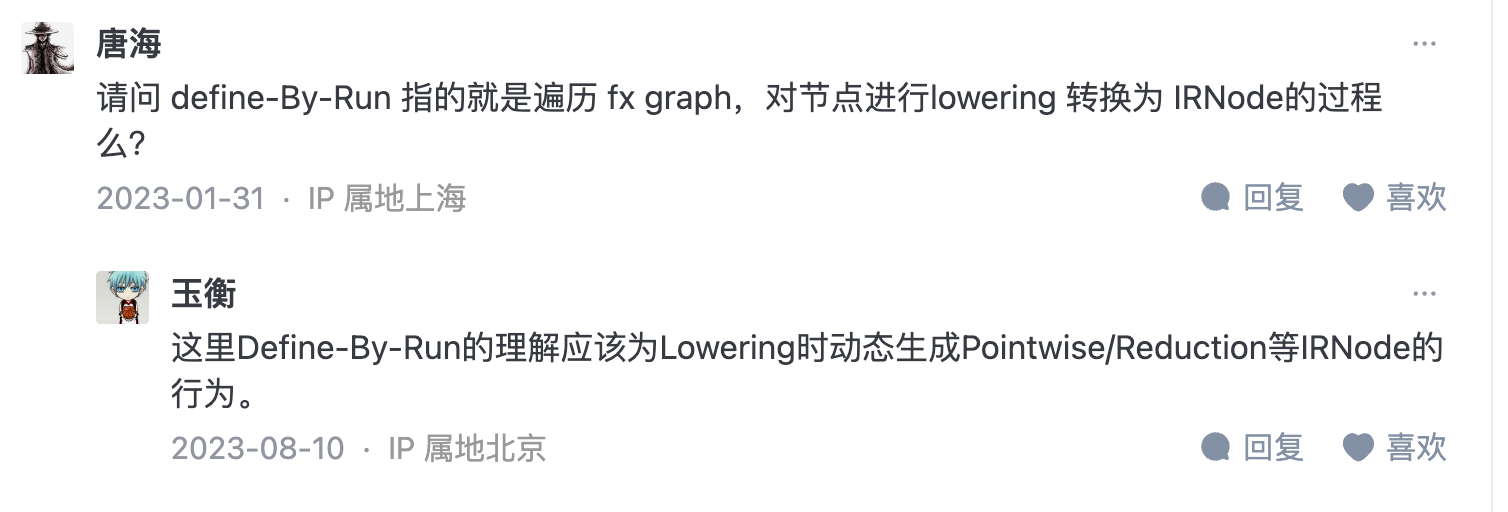 唐海
请问 define-By-Run 指的就是遍历 fx graph，对节点进行lowering 转换为 IRNode的过程
么？
2023-01-31 · IP 属地上海
回复 喜欢
玉衡
这里Define-By-Run的理解应该为Lowering时动态生成Pointwise/Reduction等IRNode的
行为。
2023-08-10 · IP 属地北京
回复 喜欢